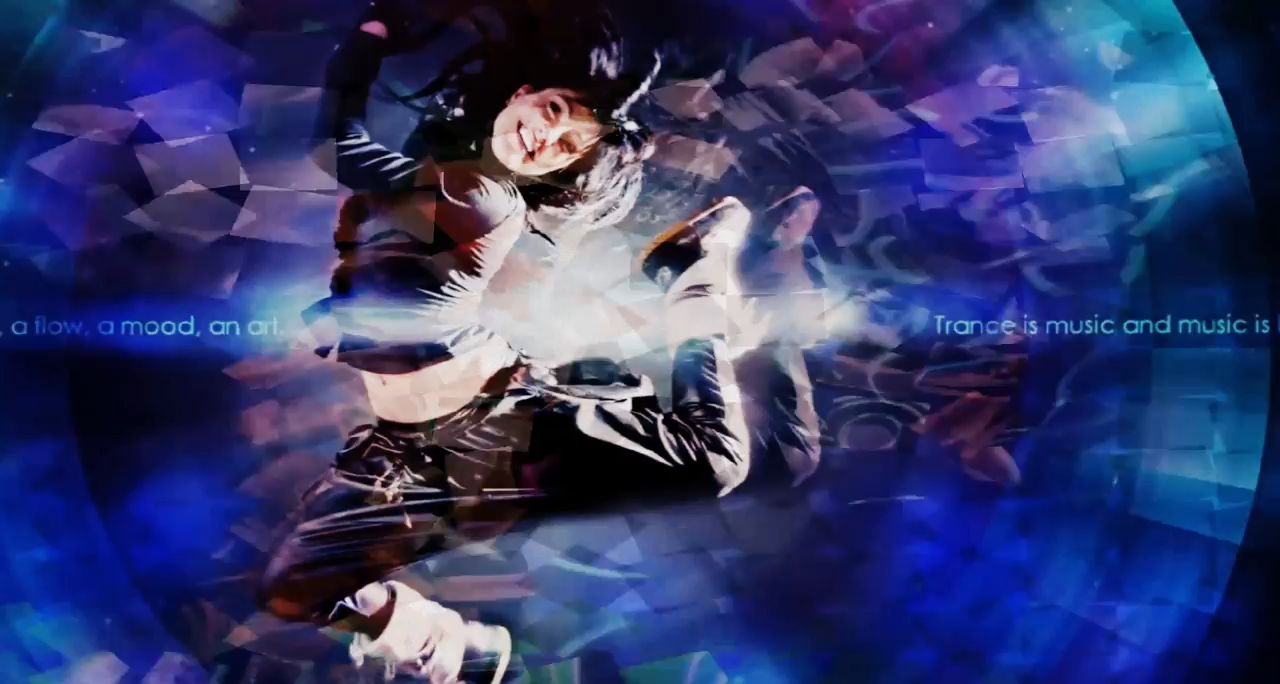 , a flow, a mood, an art. Trance is music and music is